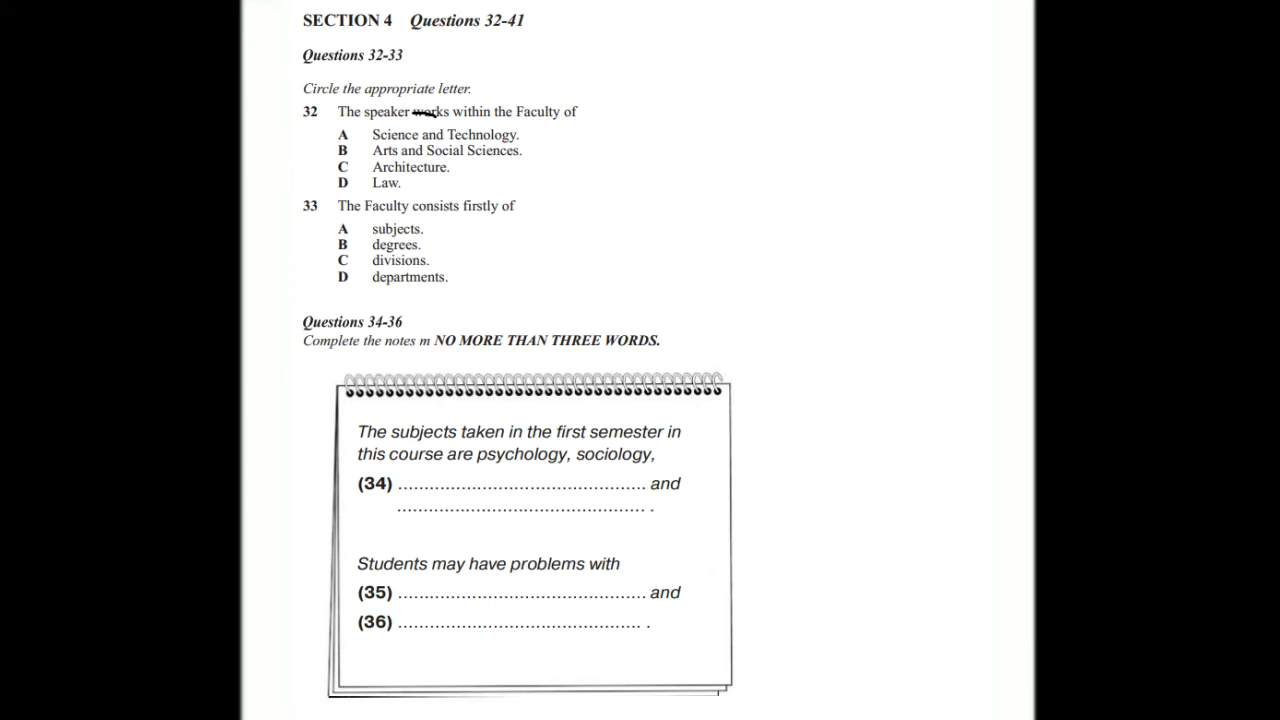 SECTION 4 Questions 32-41
Questions 32-33
Circle the appropriate letter.
32 The speaker works within the Faculty of
A Science and Technology.
B Arts and Social Sciences.
C Architecture.
D Law.
33 The Faculty consists firstly of
A subjects.
B degrees.
C divisions.
D departments.
Questions 34-36
Complete the notes m NO MORE THAN THREE WORDS.
The subjects taken in the first semester in
this course are psychology, sociology,
(34) ............................................... and
............................................... .
Students may have problems with
(35) ............................................... and
(36) .............................................. .